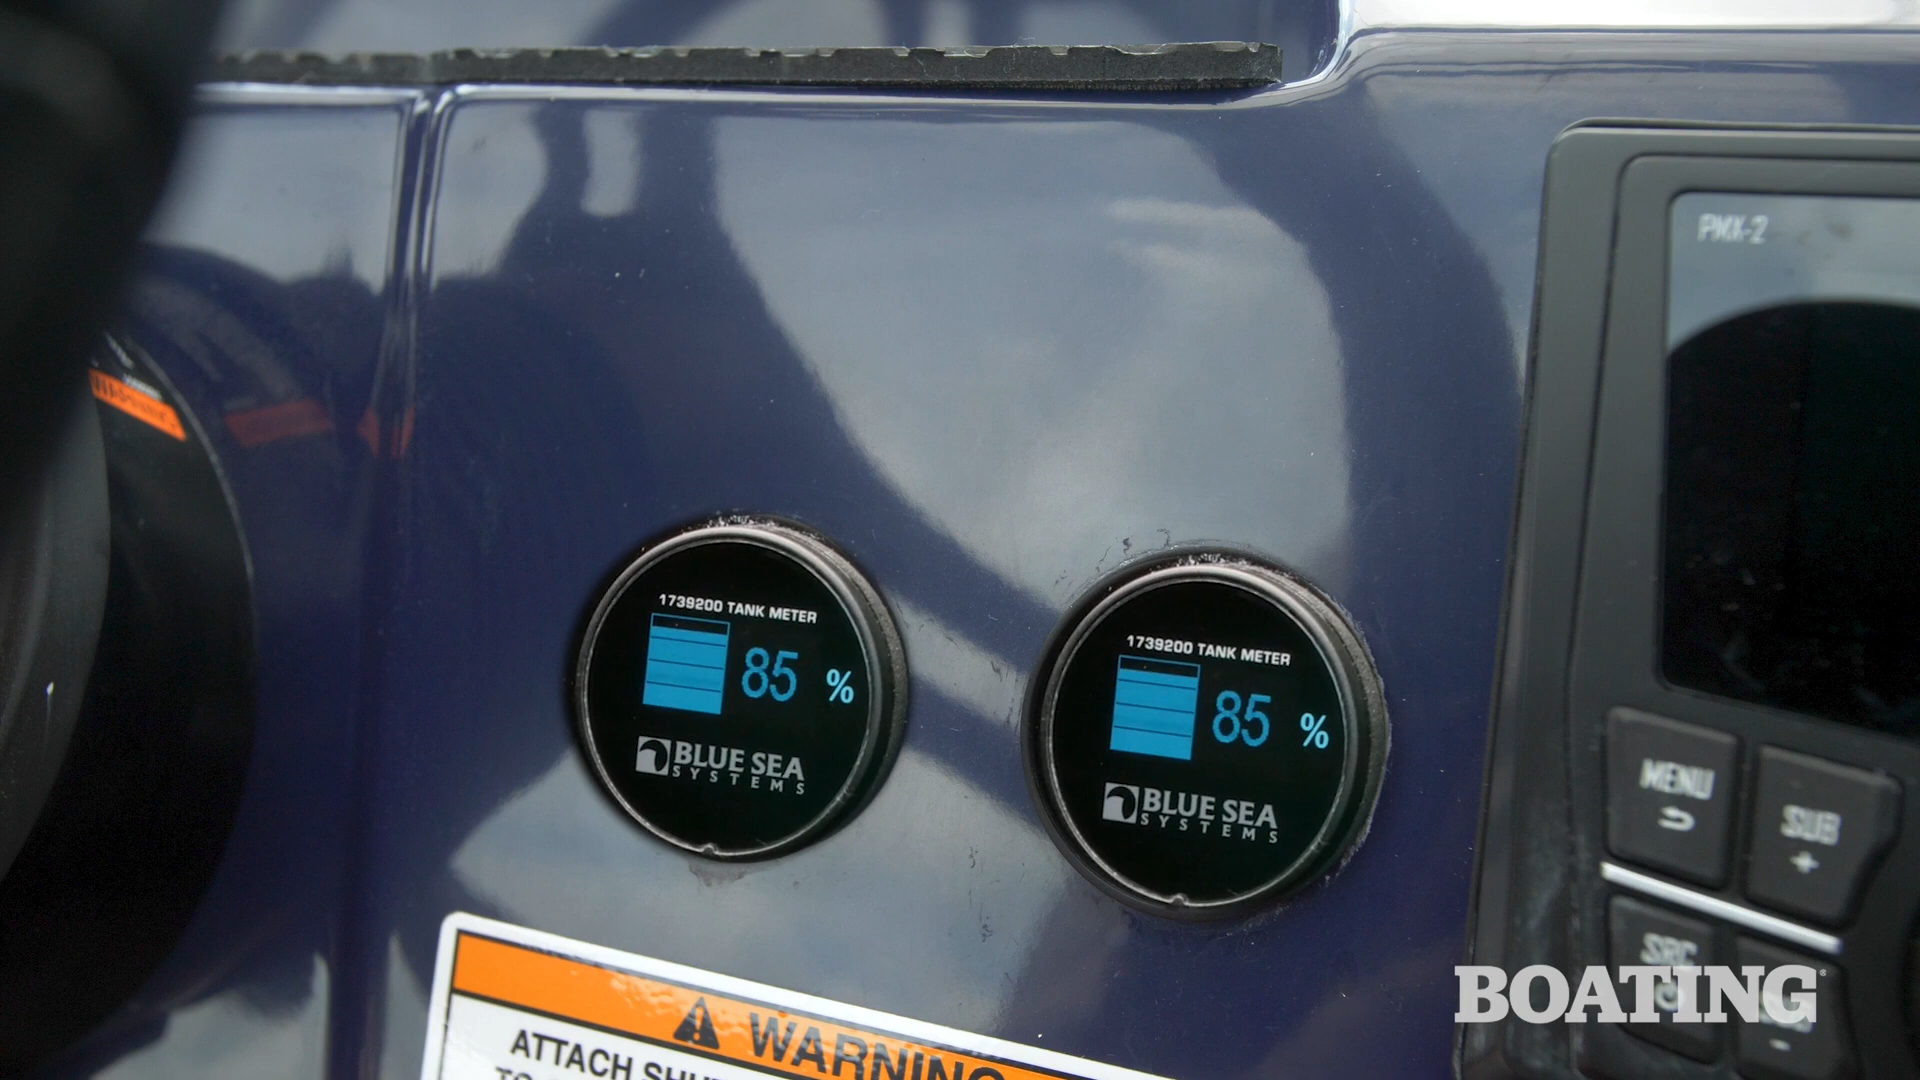 PMX-2
WARNING
1739200 TANK METER
85 %
BLUE SEA
SYSTEMS
1739200 TANK METER
85 %
BLUE SEA
SYSTEMS
MENU
SUB
+
SRC
-
WARNING
ATTACH
BOATING